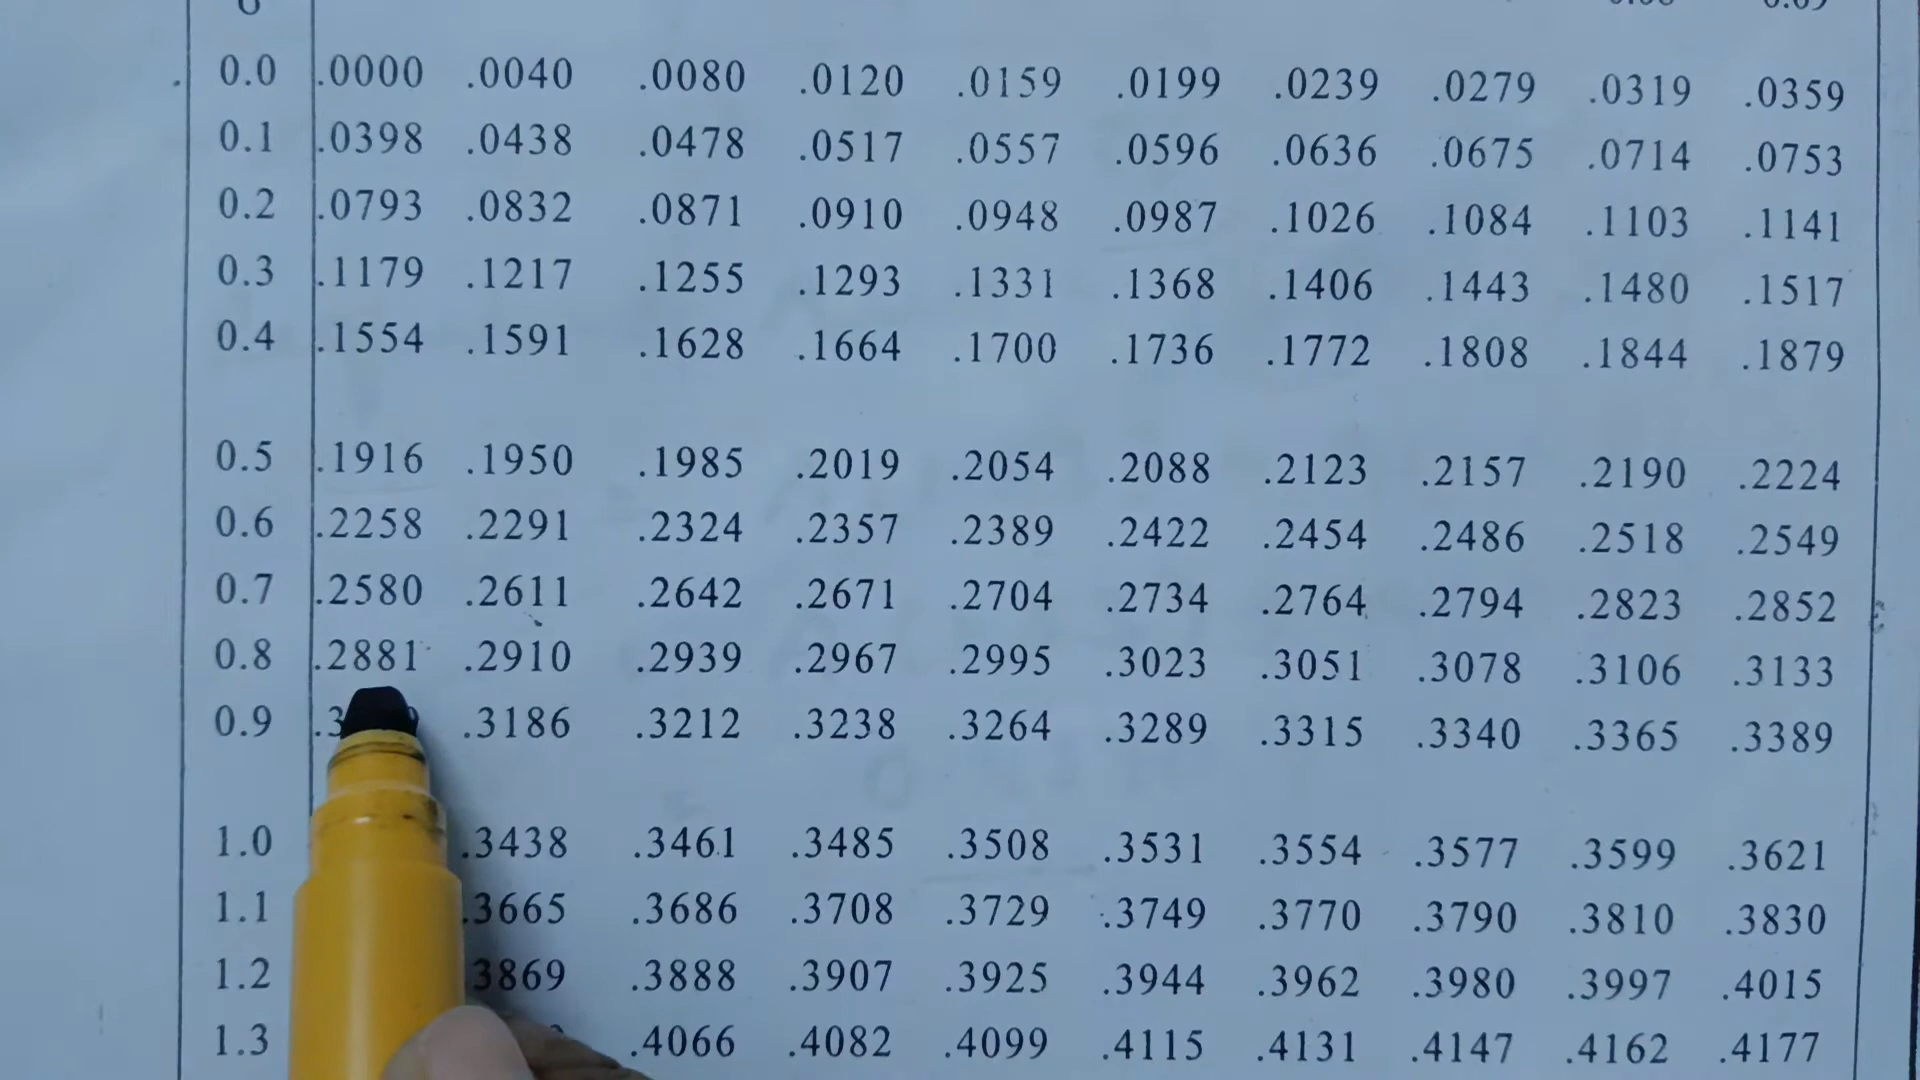 0.0 .0000 .0040 .0080 .0120 .0159 .0199 .0239 .0279 .0319 .0359
0.1 .0398 .0438 .0478 .0517 .0557 .0596 .0636 .0675 .0714 .0753
0.2 .0793 .0832 .0871 .0910 .0948 .0987 .1026 .1084 .1103 .1141
0.3 .1179 .1217 .1255 .1293 .1331 .1368 .1406 .1443 .1480 .1517
0.4 .1554 .1591 .1628 .1664 .1700 .1736 .1772 .1808 .1844 .1879
0.5 .1916 .1950 .1985 .2019 .2054 .2088 .2123 .2157 .2190 .2224
0.6 .2258 .2291 .2324 .2357 .2389 .2422 .2454 .2486 .2518 .2549
0.7 .2580 .2611 .2642 .2671 .2704 .2734 .2764 .2794 .2823 .2852
0.8 .2881 .2910 .2939 .2967 .2995 .3023 .3051 .3078 .3106 .3133
0.9 .3186 .3212 .3238 .3264 .3289 .3315 .3340 .3365 .3389
1.0 .3438 .3461 .3485 .3508 .3531 .3554 .3577 .3599 .3621
1.1 .3665 .3686 .3708 .3729 .3749 .3770 .3790 .3810 .3830
1.2 .3869 .3888 .3907 .3925 .3944 .3962 .3980 .3997 .4015
1.3 .4066 .4082 .4099 .4115 .4131 .4147 .4162 .4177